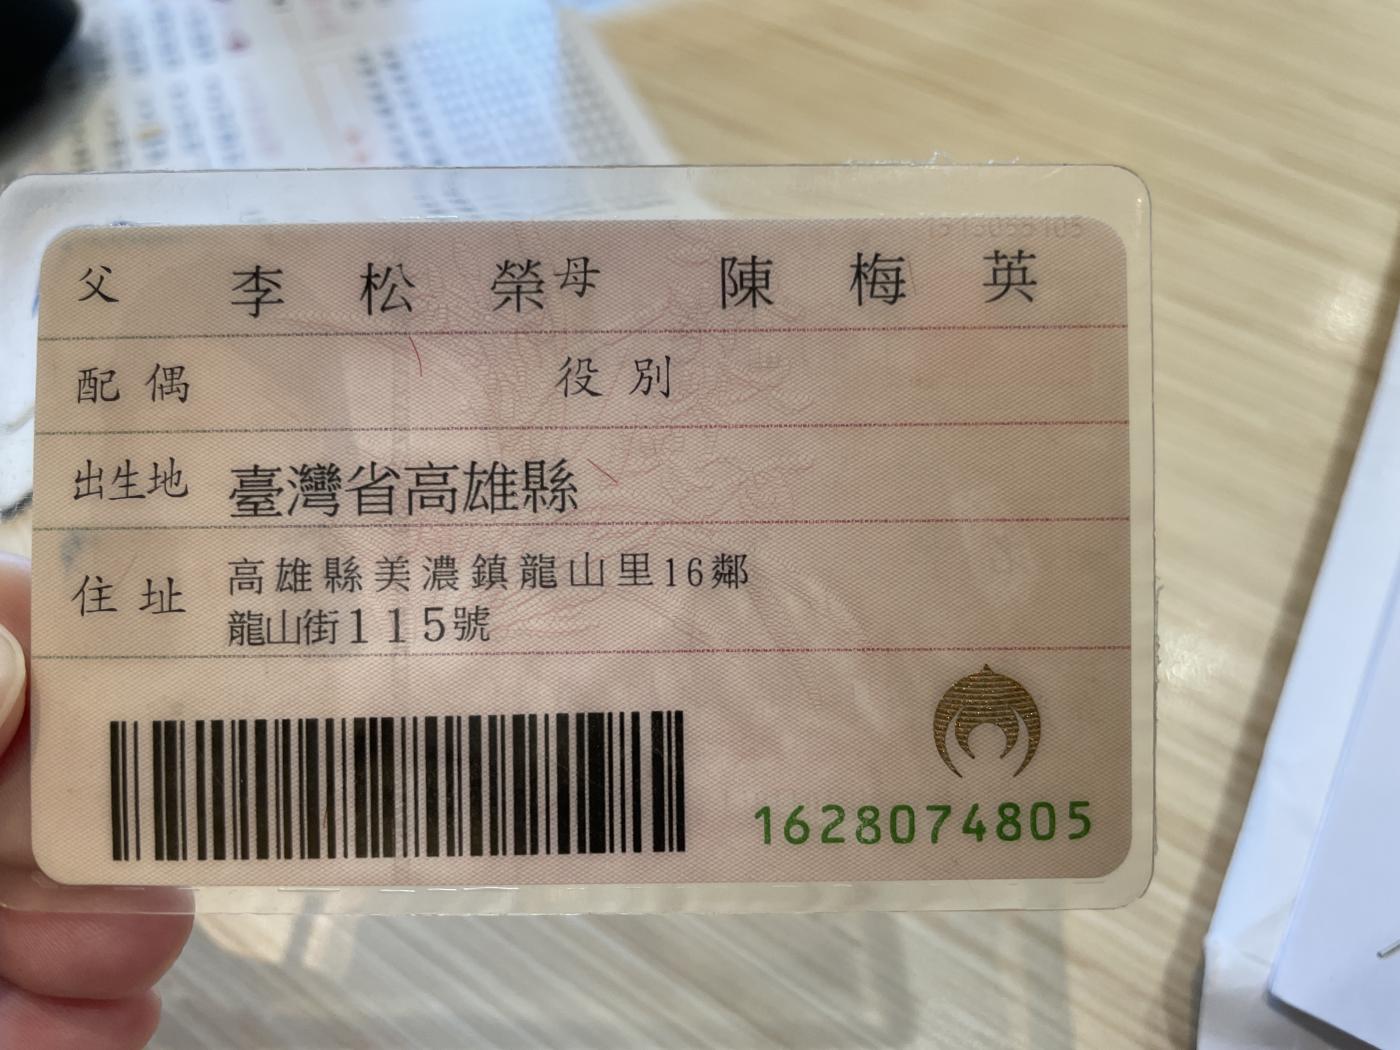 父 李松榮 母 陳梅英
配偶 役別
出生地 臺灣省高雄縣
住址 高雄縣美濃鎮龍山里16鄰
龍山街115號
1628074805